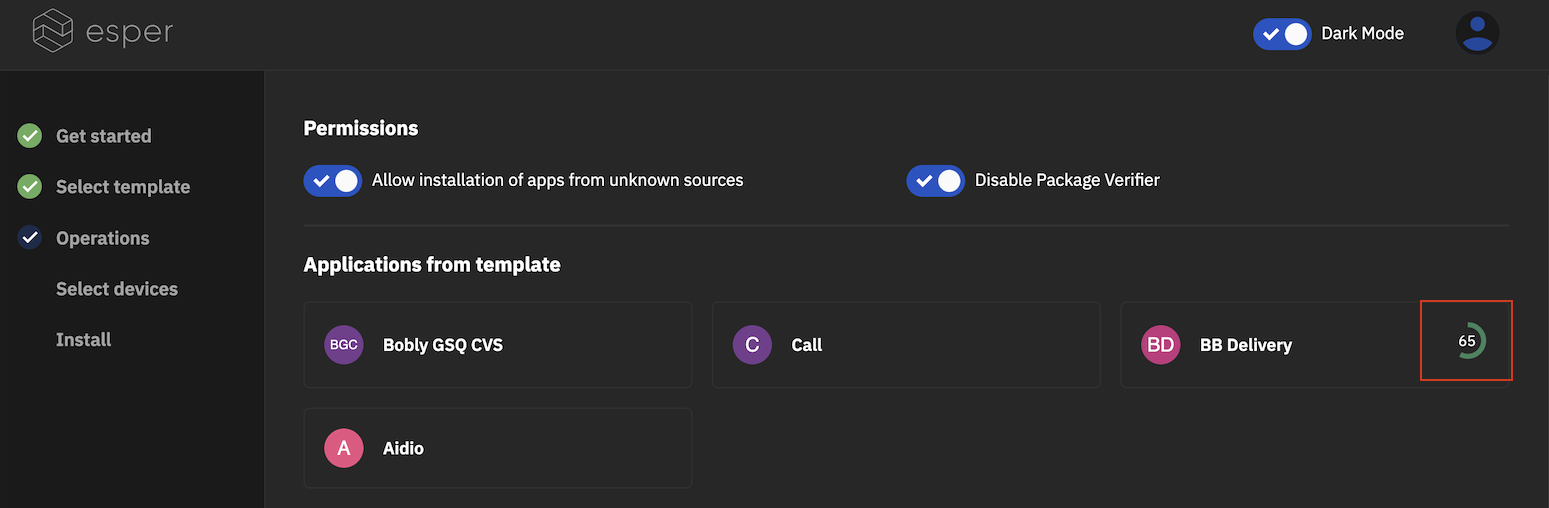 esper
Dark Mode
Get started
Select template
Operations
Select devices
Install
Permissions
Allow installation of apps from unknown sources
Disable Package Verifier
Applications from template
BGC Bobly GSQ CVS
C Call
BD BB Delivery 65
A Aidio